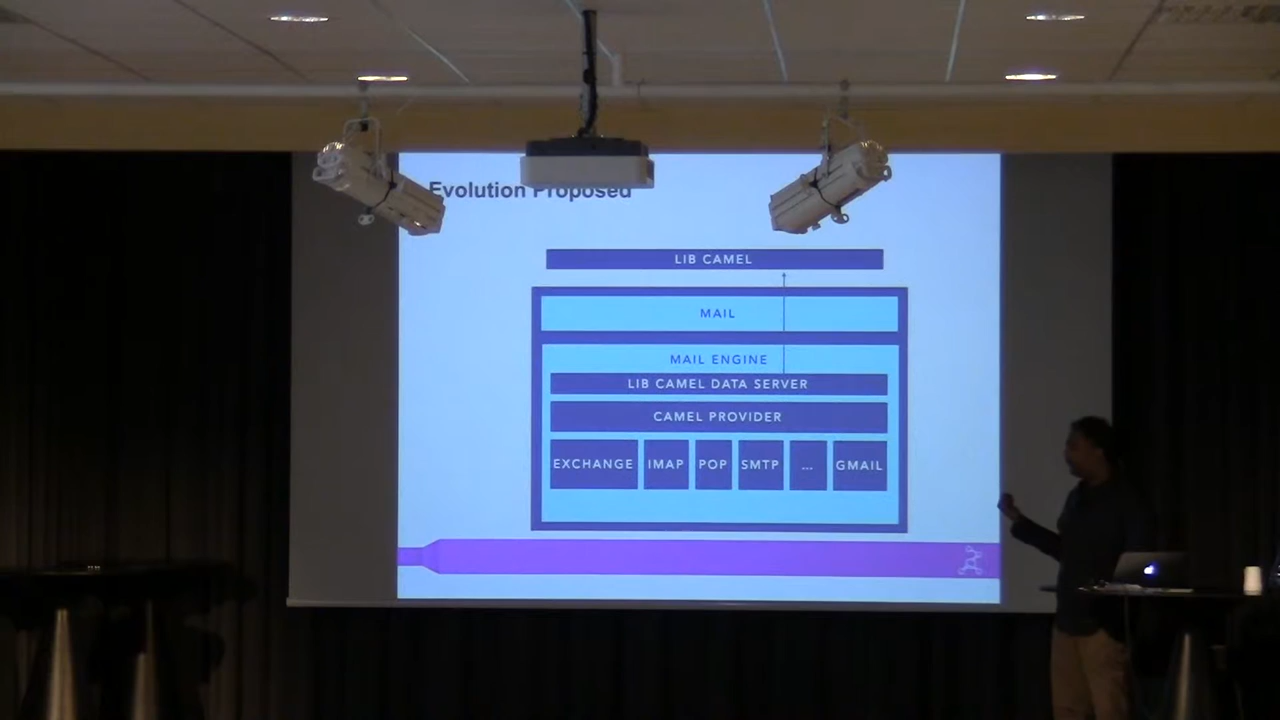 Evolution Proposed
LIB CAMEL
MAIL
MAIL ENGINE
LIB CAMEL DATA SERVER
CAMEL PROVIDER
EXCHANGE IMAP POP SMTP ... GMAIL